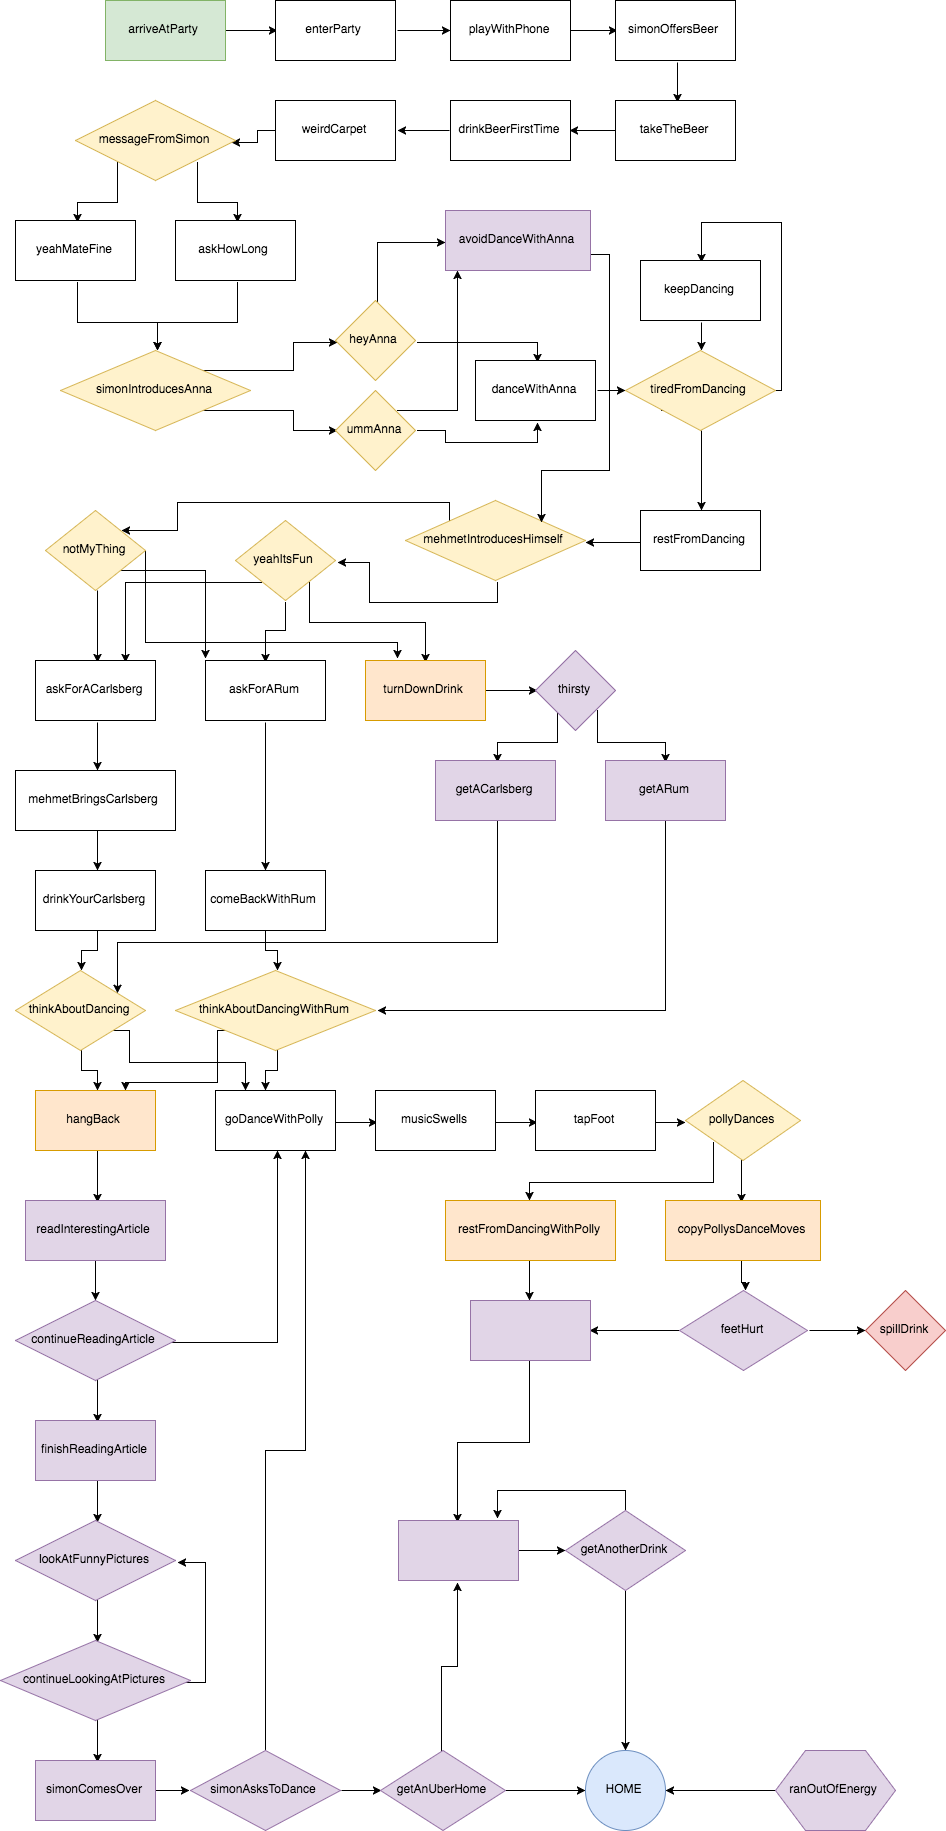 arriveAtParty
enterParty
playWithPhone
simonOffersBeer
messageFromSimon
weirdCarpet
drinkBeerFirstTime
takeTheBeer
yeahMateFine
askHowLong
avoidDanceWithAnna
keepDancing
heyAnna
simonIntroducesAnna
danceWithAnna
tiredFromDancing
ummAnna
notMyThing
yeahItsFun
mehmetIntroducesHimself
restFromDancing
askForACarlsberg
askForARum
turnDownDrink
thirsty
mehmetBringsCarlsberg
getACarlsberg
getARum
drinkYourCarlsberg
comeBackWithRum
thinkAboutDancing
thinkAboutDancingWithRum
hangBack
goDanceWithPolly
musicSwells
tapFoot
pollyDances
readInterestingArticle
restFromDancingWithPolly
copyPollysDanceMoves
continueReadingArticle
feetHurt
spillDrink
finishReadingArticle
lookAtFunnyPictures
getAnotherDrink
continueLookingAtPictures
simonComesOver
simonAsksToDance
getAnUberHome
HOME
ranOutOfEnergy